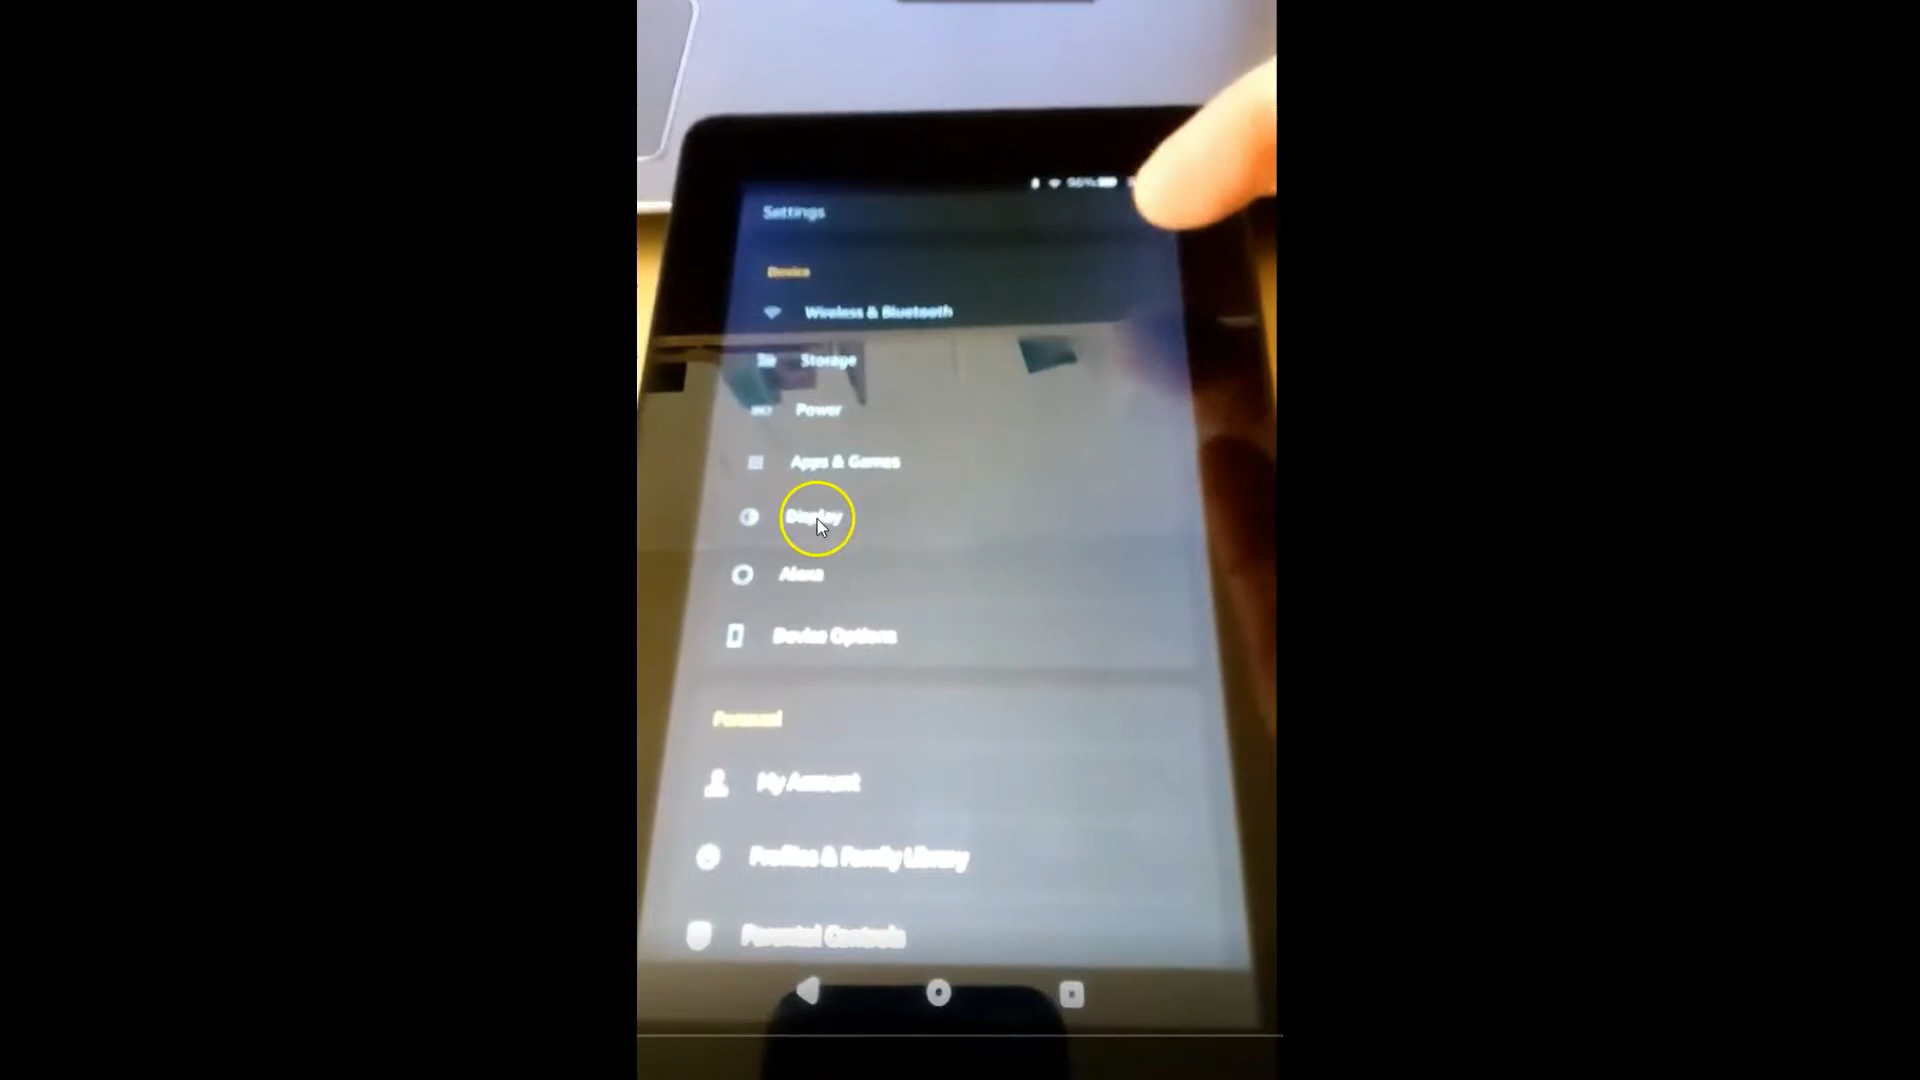 96%
Settings
Device
Wireless & Bluetooth
Storage
Power
Apps & Games
Display
Alexa
Device Options
Personal
My Account
Profiles & Family Library
Parental Controls